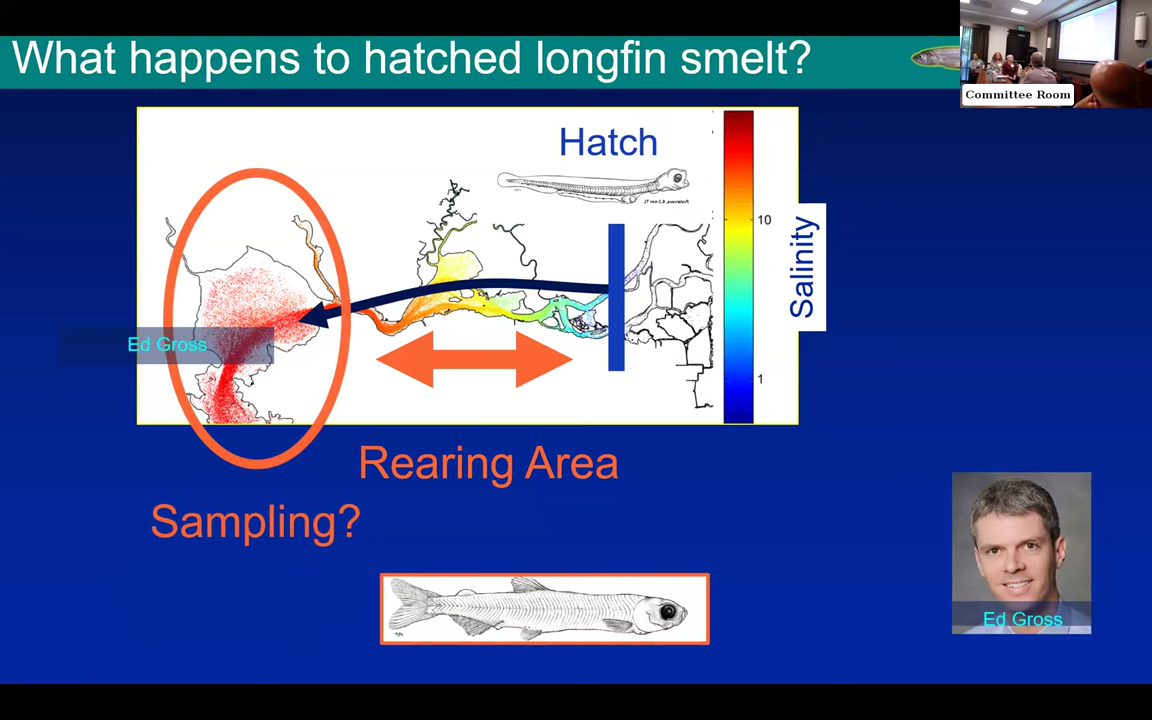 What happens to hatched longfin smelt?
Committee Room
Hatch
10
Salinity
1
Ed Gross
Rearing Area
Sampling?
Ed Gross